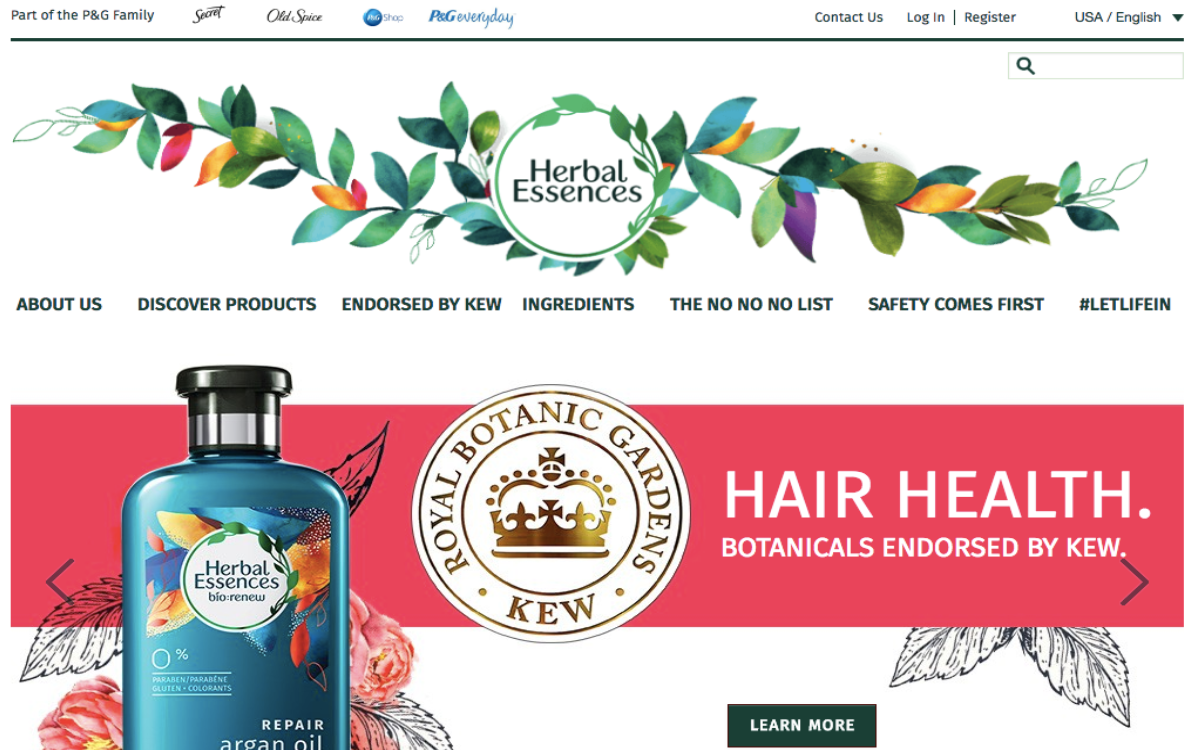 Part of the P&G Family
Secret
Old Spice
P&G Shop
P&G everyday
Contact Us
Log In | Register
USA / English
Herbal
Essences
ABOUT US
DISCOVER PRODUCTS
ENDORSED BY KEW
INGREDIENTS
THE NO NO NO LIST
SAFETY COMES FIRST
#LETLIFEIN
Herbal
Essences
bío:renew
0%
PARABEN/PARABÈNE
GLUTEN • COLORANTS
REPAIR
argan oil
ROYAL BOTANIC GARDENS
• KEW •
HAIR HEALTH.
BOTANICALS ENDORSED BY KEW.
LEARN MORE